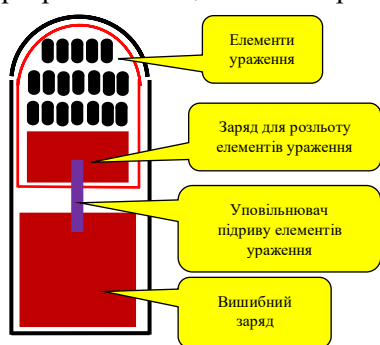 Елементи
ураження
Заряд для розльоту
елементів ураження
Уповільнювач
підриву елементів
ураження
Вишибний
заряд